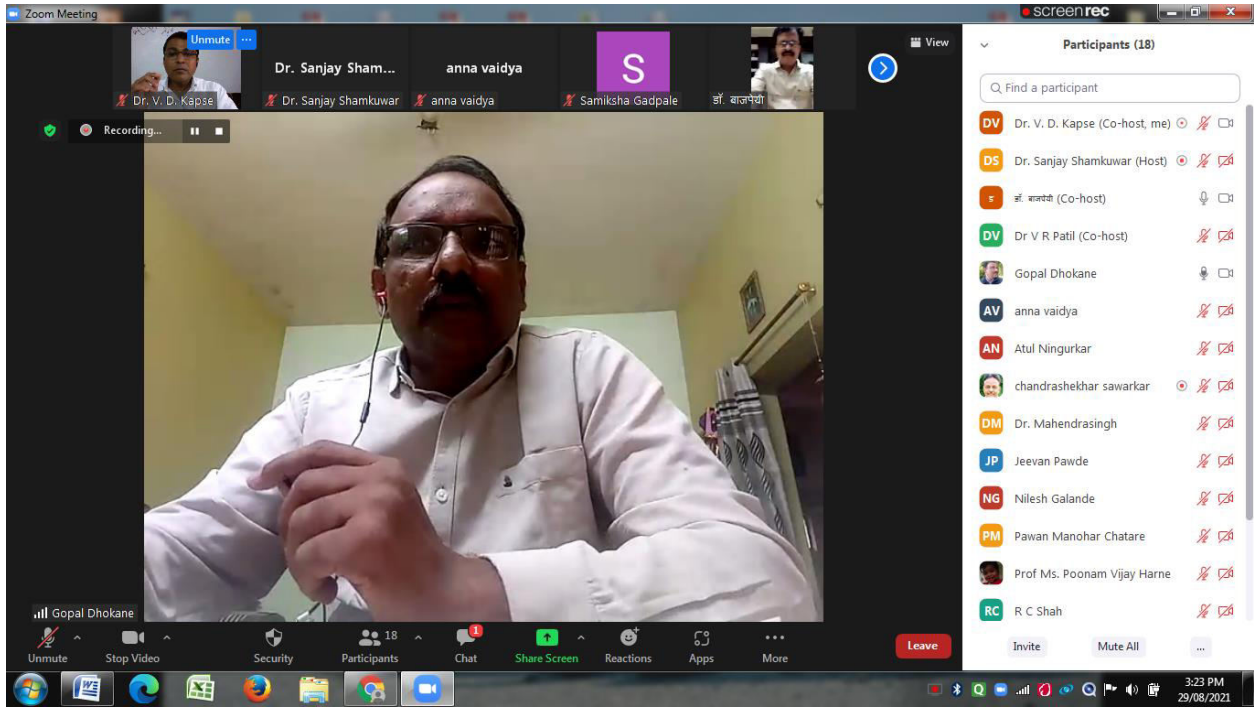 Zoom Meeting
screenrec
Unmute ...
Dr. V. D. Kapse
Dr. Sanjay Sham...
Dr. Sanjay Shamkuwar
anna vaidya
anna vaidya
S
Samiksha Gadpale
डॉ. बाजपेयी
View
Recording...
Gopal Dhokane
Unmute
Stop Video
Security
18
Participants
1
Chat
Share Screen
Reactions
Apps
More
Leave
Participants (18)
Find a participant
DV Dr. V. D. Kapse (Co-host, me)
DS Dr. Sanjay Shamkuwar (Host)
डॉ. बाजपेयी (Co-host)
DV Dr V R Patil (Co-host)
Gopal Dhokane
AV anna vaidya
AN Atul Ningurkar
chandrashekhar sawarkar
DM Dr. Mahendrasingh
JP Jeevan Pawde
NG Nilesh Galande
PM Pawan Manohar Chatare
Prof Ms. Poonam Vijay Harne
RC R C Shah
Invite
Mute All
...
3:23 PM
29/08/2021